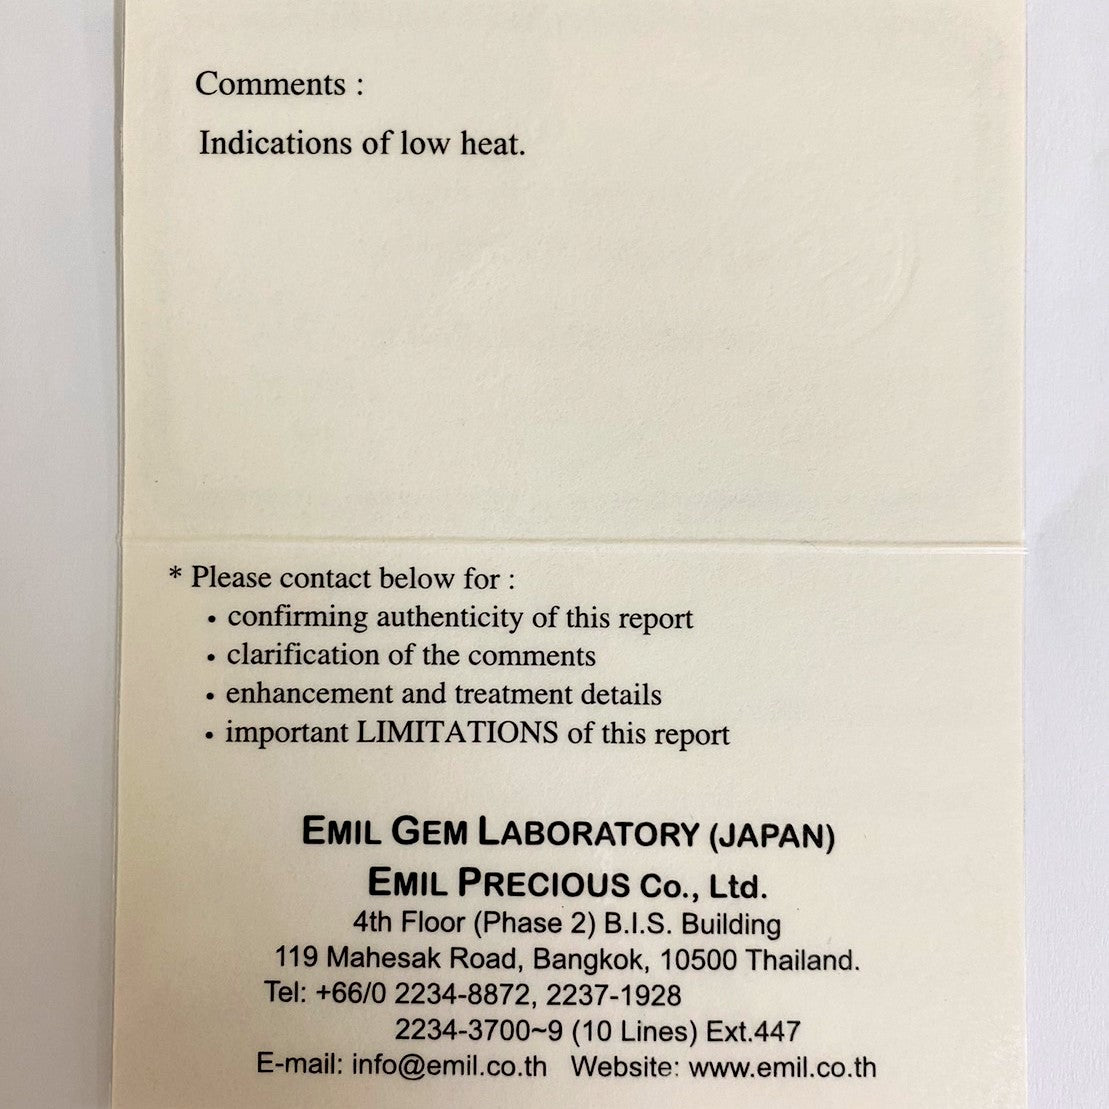 Comments :
Indications of low heat.
* Please contact below for :
• confirming authenticity of this report
• clarification of the comments
• enhancement and treatment details
• important LIMITATIONS of this report
EMIL GEM LABORATORY (JAPAN)
EMIL PRECIOUS Co., Ltd.
4th Floor (Phase 2) B.I.S. Building
119 Mahesak Road, Bangkok, 10500 Thailand.
Tel: +66/0 2234-8872, 2237-1928
2234-3700~9 (10 Lines) Ext.447
E-mail: info@emil.co.th Website: www.emil.co.th